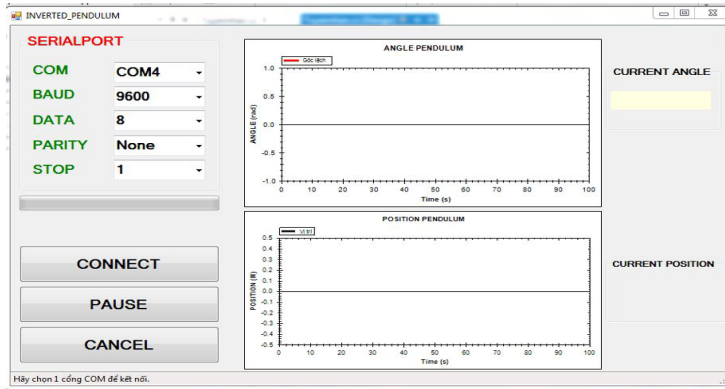 INVERTED_PENDULUM
SERIALPORT
COM COM4
BAUD 9600
DATA 8
PARITY None
STOP 1
CONNECT
PAUSE
CANCEL
Hãy chọn 1 cổng COM để kết nối.
ANGLE PENDULUM
Góc lệch
ANGLE (rad)
1.0
0.5
0.0
-0.5
-1.0
0 10 20 30 40 50 60 70 80 90 100
Time (s)
POSITION PENDULUM
Vị trí
0.5
0.4
0.3
0.2
0.1
0.0
-0.1
-0.2
-0.3
-0.4
-0.5
0 10 20 30 40 50 60 70 80 90 100
Time (s)
CURRENT ANGLE
CURRENT POSITION